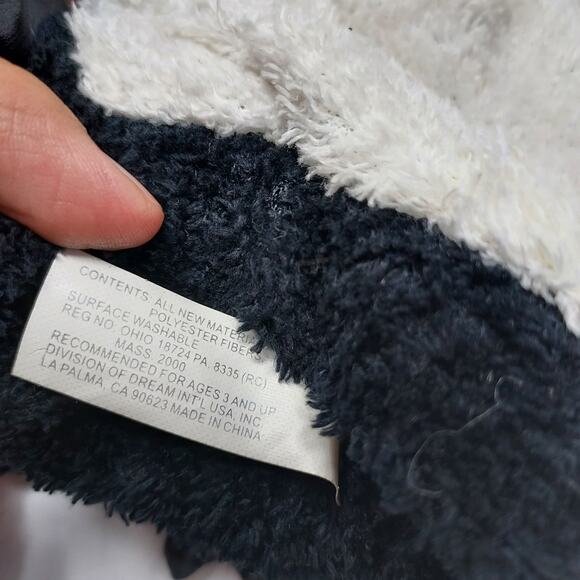 CONTENTS: ALL NEW MATERIAL
POLYESTER FIBER
SURFACE WASHABLE
REG NO. OHIO 18724 PA. 8335 (RC)
MASS. 2000
RECOMMENDED FOR AGES 3 AND UP
DIVISION OF DREAM INT'L USA, INC.
LA PALMA, CA 90623 MADE IN CHINA